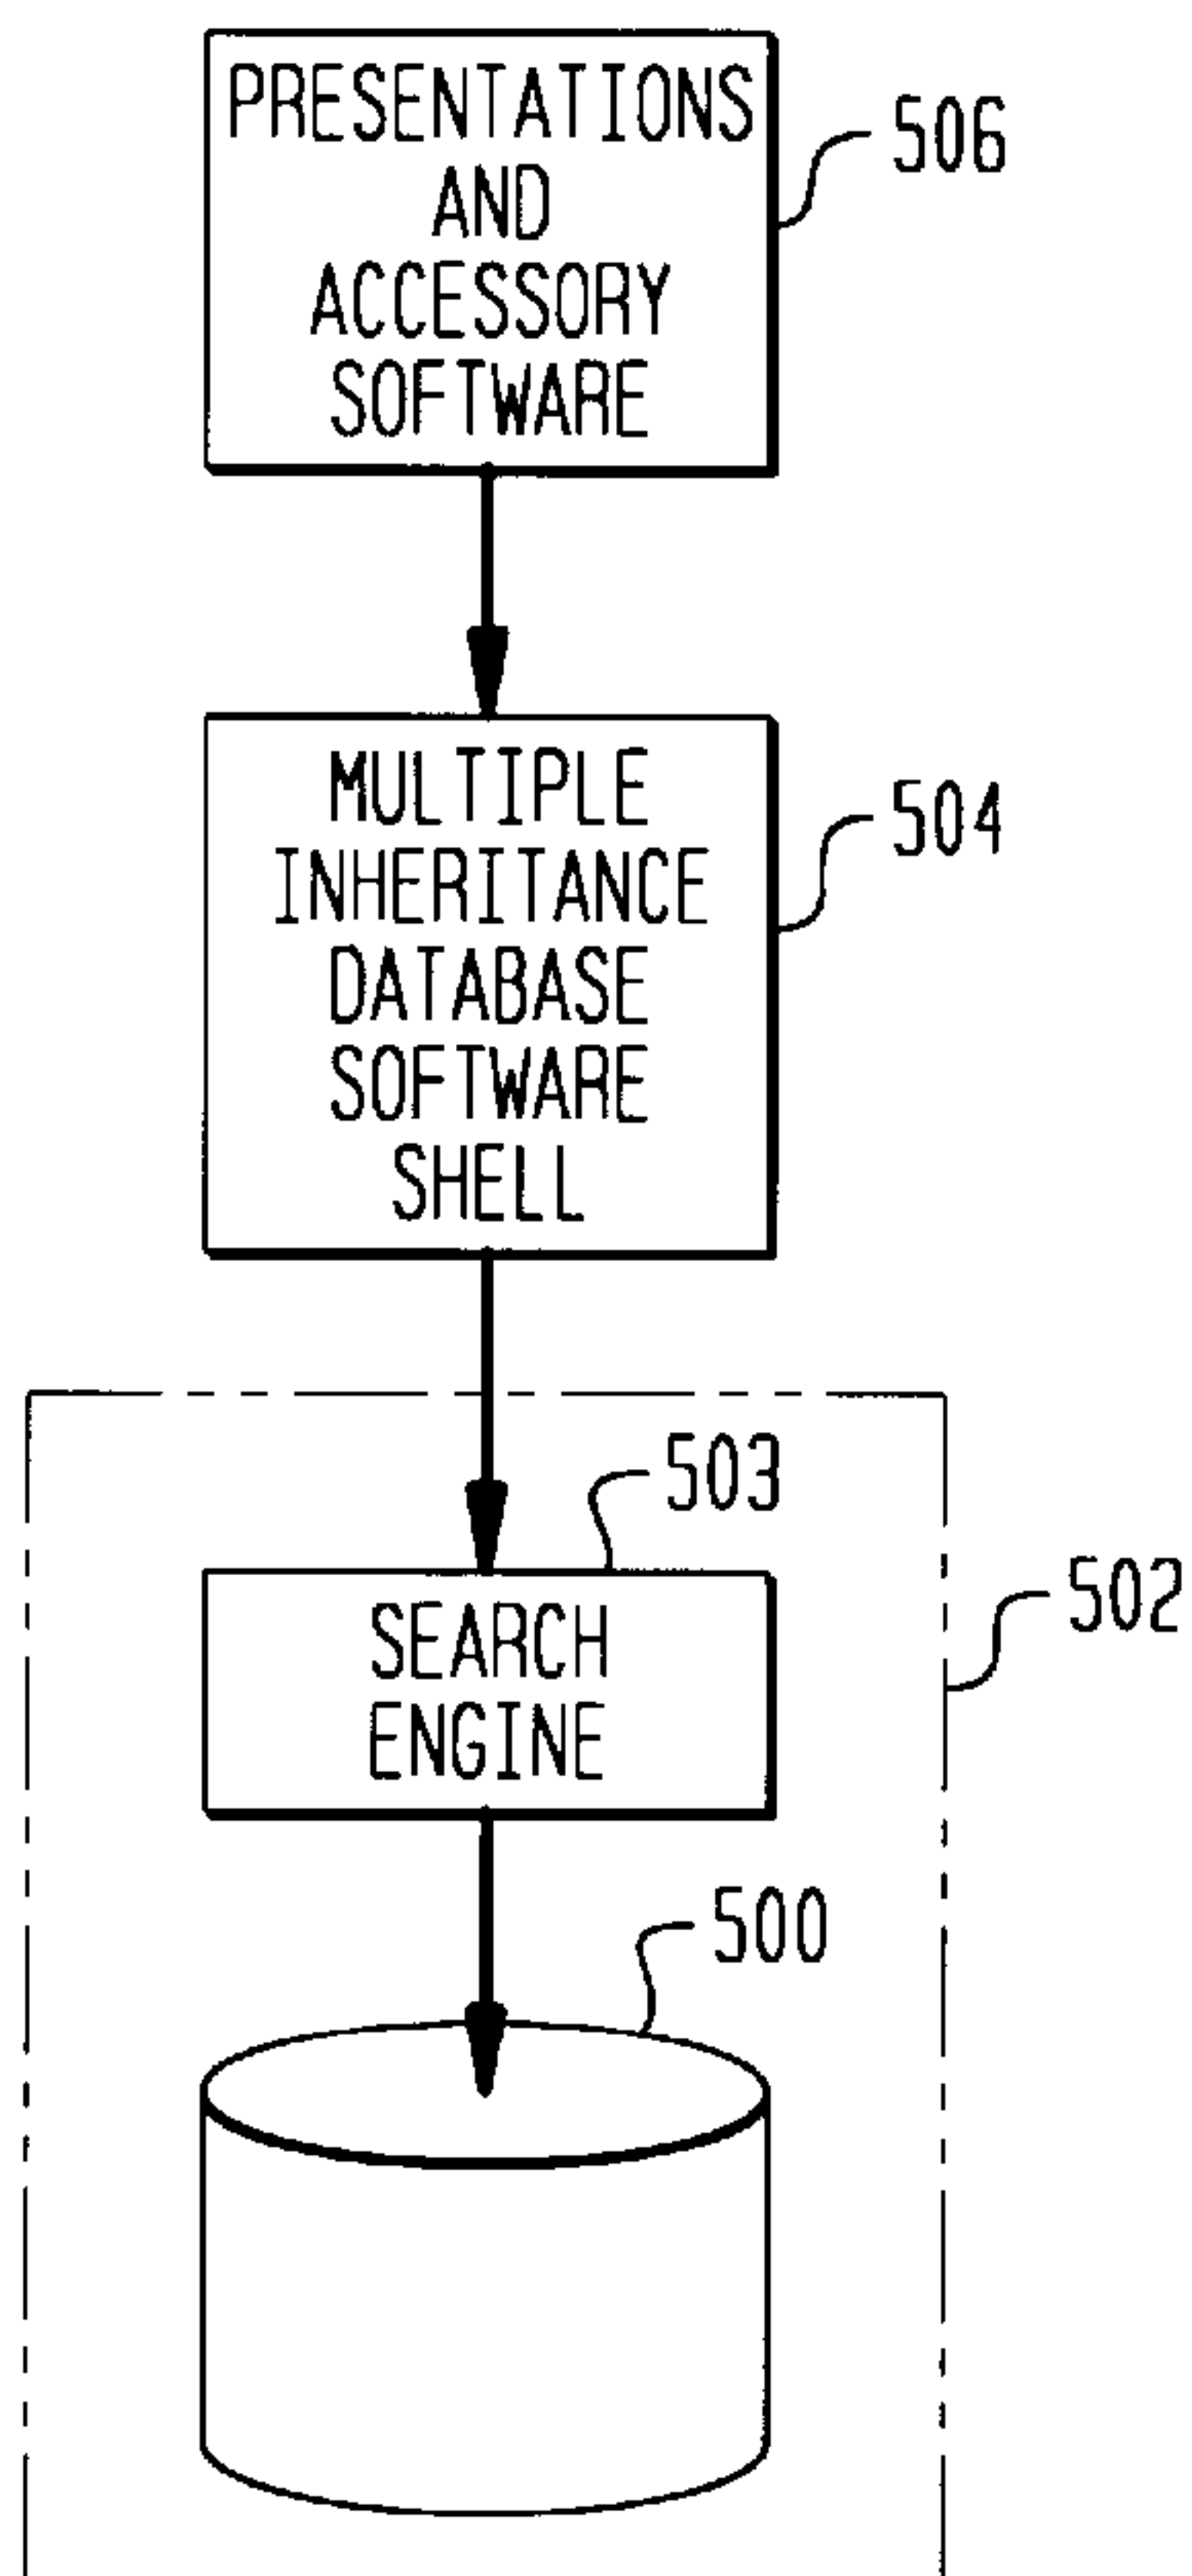 PRESENTATIONS
AND
ACCESSORY
SOFTWARE
506
MULTIPLE
INHERITANCE
DATABASE
SOFTWARE
SHELL
504
503
SEARCH
ENGINE
502
500